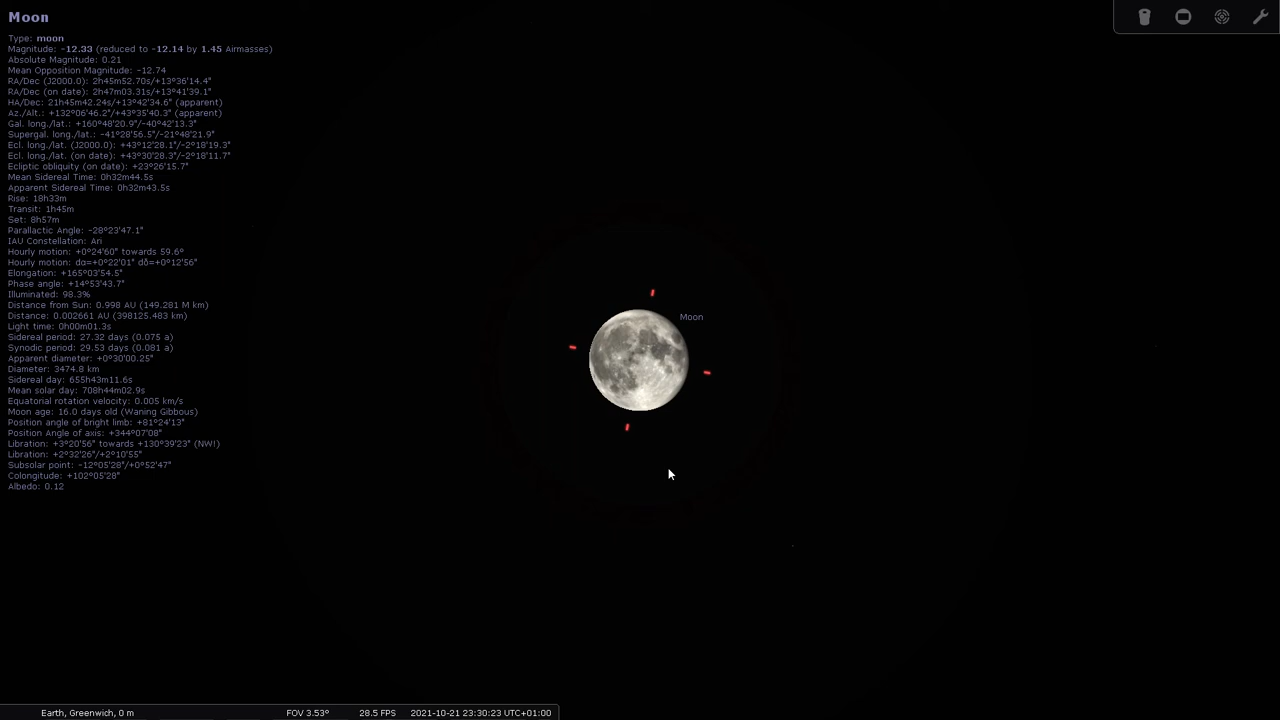 Moon
Type: moon
Magnitude: -12.33 (reduced to -12.14 by 1.45 Airmasses)
Absolute Magnitude: 0.21
Mean Opposition Magnitude: -12.74
RA/Dec (J2000.0): 2h45m52.70s/+13°36'14.4"
RA/Dec (on date): 2h47m03.31s/+13°41'39.1"
HA/Dec: 21h45m42.24s/+13°42'34.6" (apparent)
Az./Alt.: +132°06'46.2"/+43°35'40.3" (apparent)
Gal. long./lat.: +160°48'20.9"/-40°42'13.3"
Supergal. long./lat.: -41°28'56.5"/-21°48'21.9"
Ecl. long./lat. (J2000.0): +43°12'28.1"/-2°18'19.3"
Ecl. long./lat. (on date): +43°30'28.3"/-2°18'11.7"
Ecliptic obliquity (on date): +23°26'15.7"
Mean Sidereal Time: 0h32m44.5s
Apparent Sidereal Time: 0h32m43.5s
Rise: 18h33m
Transit: 1h45m
Set: 8h57m
Parallactic Angle: -28°23'47.1"
IAU Constellation: Ari
Hourly motion: +0°24'60" towards 59.6°
Hourly motion: dα=+0°22'01" dδ=+0°12'56"
Elongation: +165°03'54.5"
Phase angle: +14°53'43.7"
Illuminated: 98.3%
Distance from Sun: 0.998 AU (149.281 M km)
Distance: 0.002661 AU (398125.483 km)
Light time: 0h00m01.3s
Sidereal period: 27.32 days (0.075 a)
Synodic period: 29.53 days (0.081 a)
Apparent diameter: +0°30'00.25"
Diameter: 3474.8 km
Sidereal day: 655h43m11.6s
Mean solar day: 708h44m02.9s
Equatorial rotation velocity: 0.005 km/s
Moon age: 16.0 days old (Waning Gibbous)
Position angle of bright limb: +81°24'13"
Position Angle of axis: +344°07'08"
Libration: +3°20'56" towards +130°39'23" (NW!)
Libration: +2°32'26"/+2°10'55"
Subsolar point: -12°05'28"/+0°52'47"
Colongitude: +102°05'28"
Albedo: 0.12
Moon
Earth, Greenwich, 0 m FOV 3.53° 28.5 FPS 2021-10-21 23:30:23 UTC+01:00